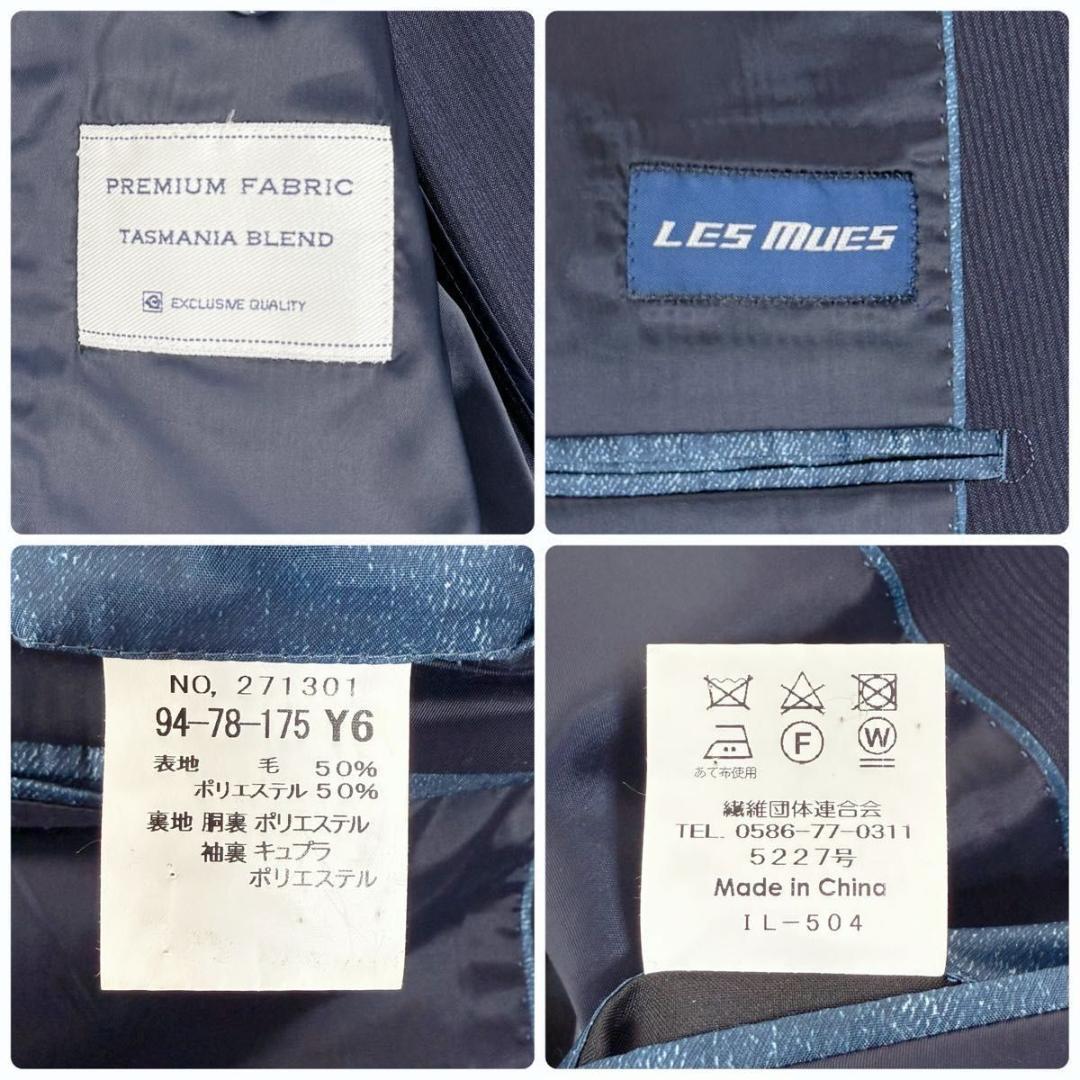 PREMIUM FABRIC
TASMANIA BLEND
EXCLUSIVE QUALITY
LES MUES
NO, 271301
94-78-175 Y6
表地 毛 50%
ポリエステル 50%
裏地 胴裏 ポリエステル
袖裏 キュプラ
ポリエステル
F
W
あて布使用
繊維団体連合会
TEL. 0586-77-0311
5227号
Made in China
IL-504